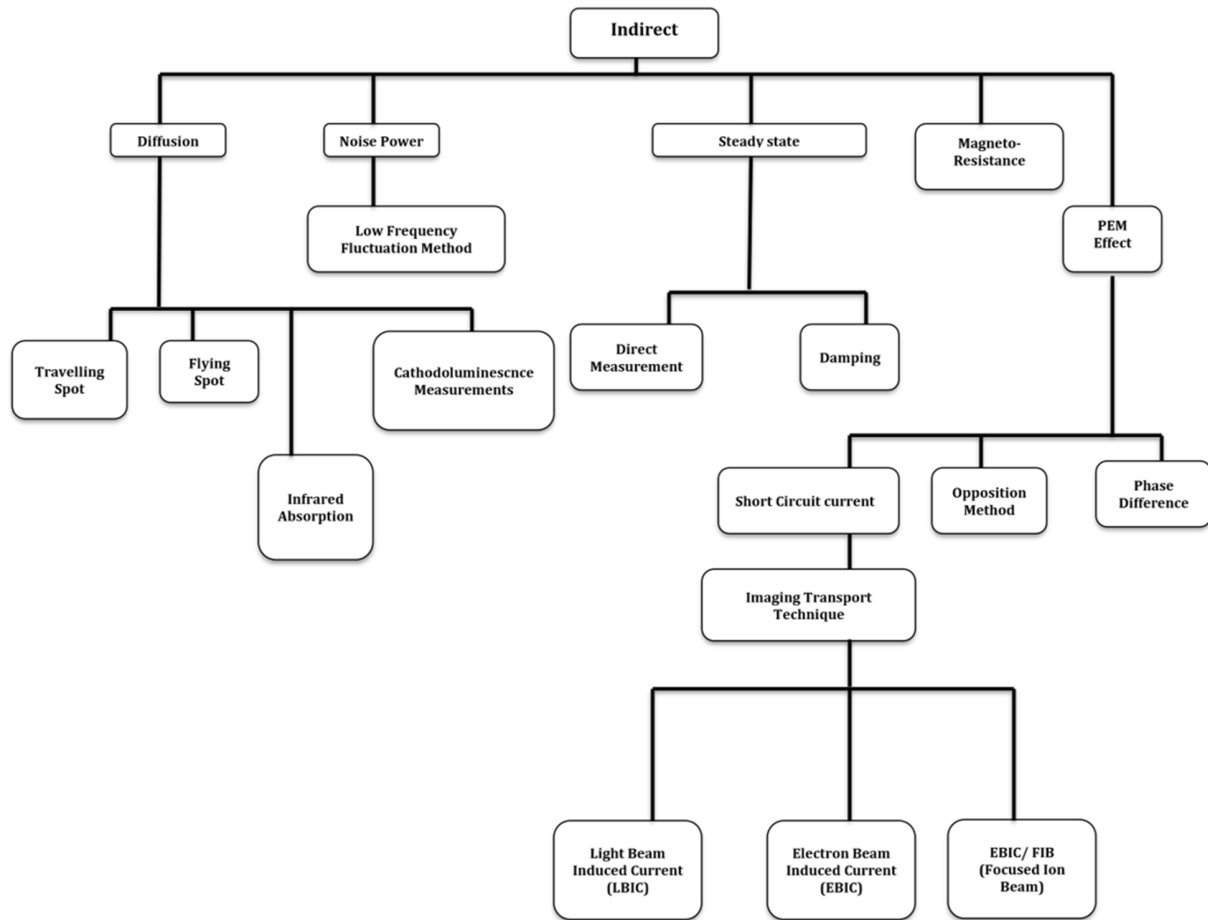 Indirect
Diffusion
Noise Power
Steady state
Magneto-
Resistance
Low Frequency
Fluctuation Method
PEM
Effect
Travelling
Spot
Flying
Spot
Cathodoluminescnce
Measurements
Direct
Measurement
Damping
Infrared
Absorption
Short Circuit current
Opposition
Method
Phase
Difference
Imaging Transport
Technique
Light Beam
Induced Current
(LBIC)
Electron Beam
Induced Current
(EBIC)
EBIC/ FIB
(Focused Ion
Beam)